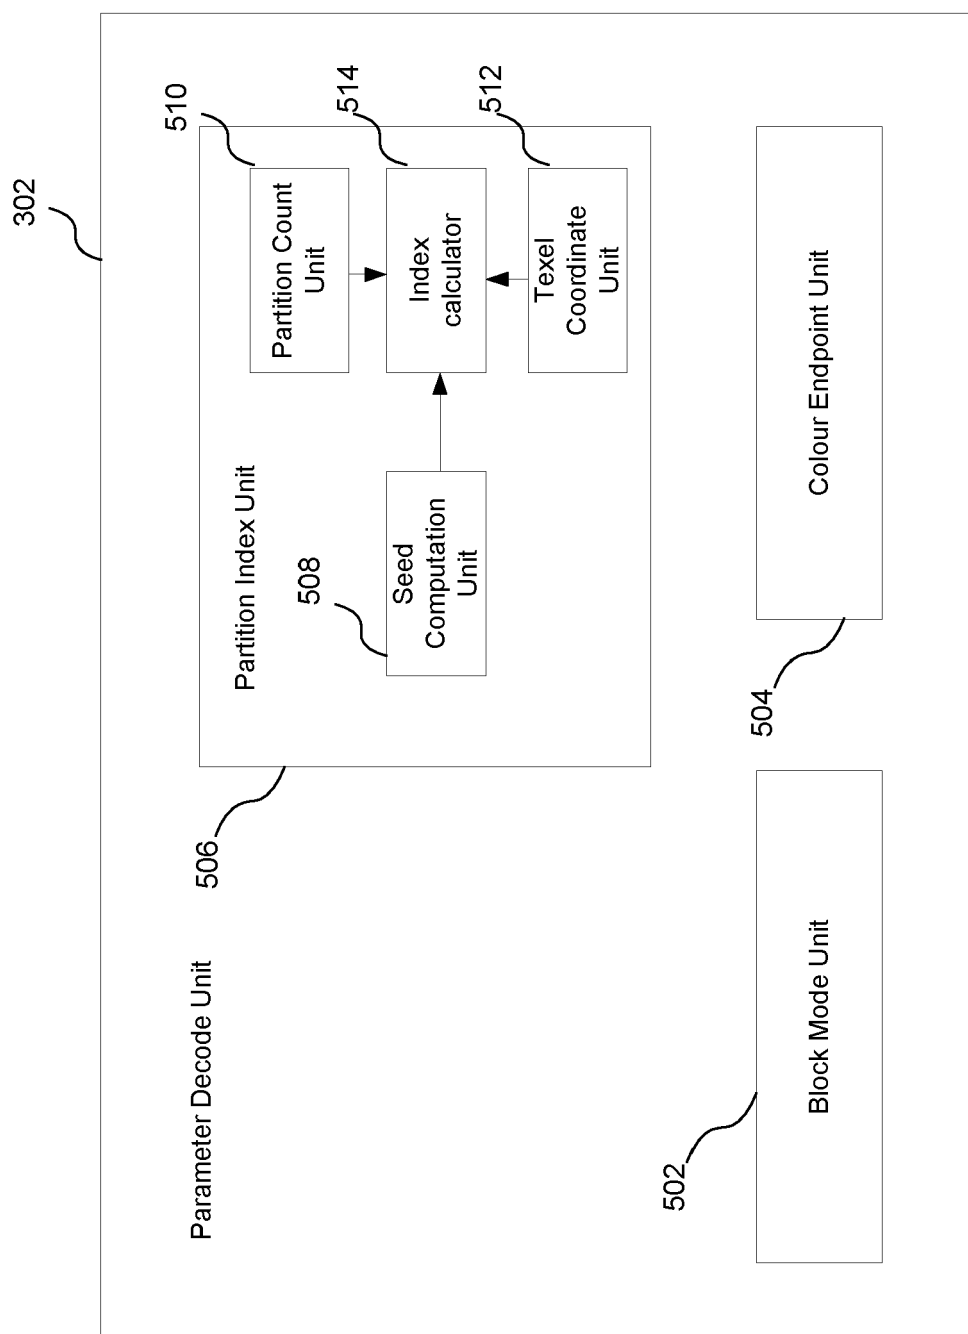 302
Parameter Decode Unit
506
Partition Index Unit
508
Seed
Computation
Unit
510
Partition Count
Unit
514
Index
calculator
512
Texel
Coordinate
Unit
502
Block Mode Unit
504
Colour Endpoint Unit